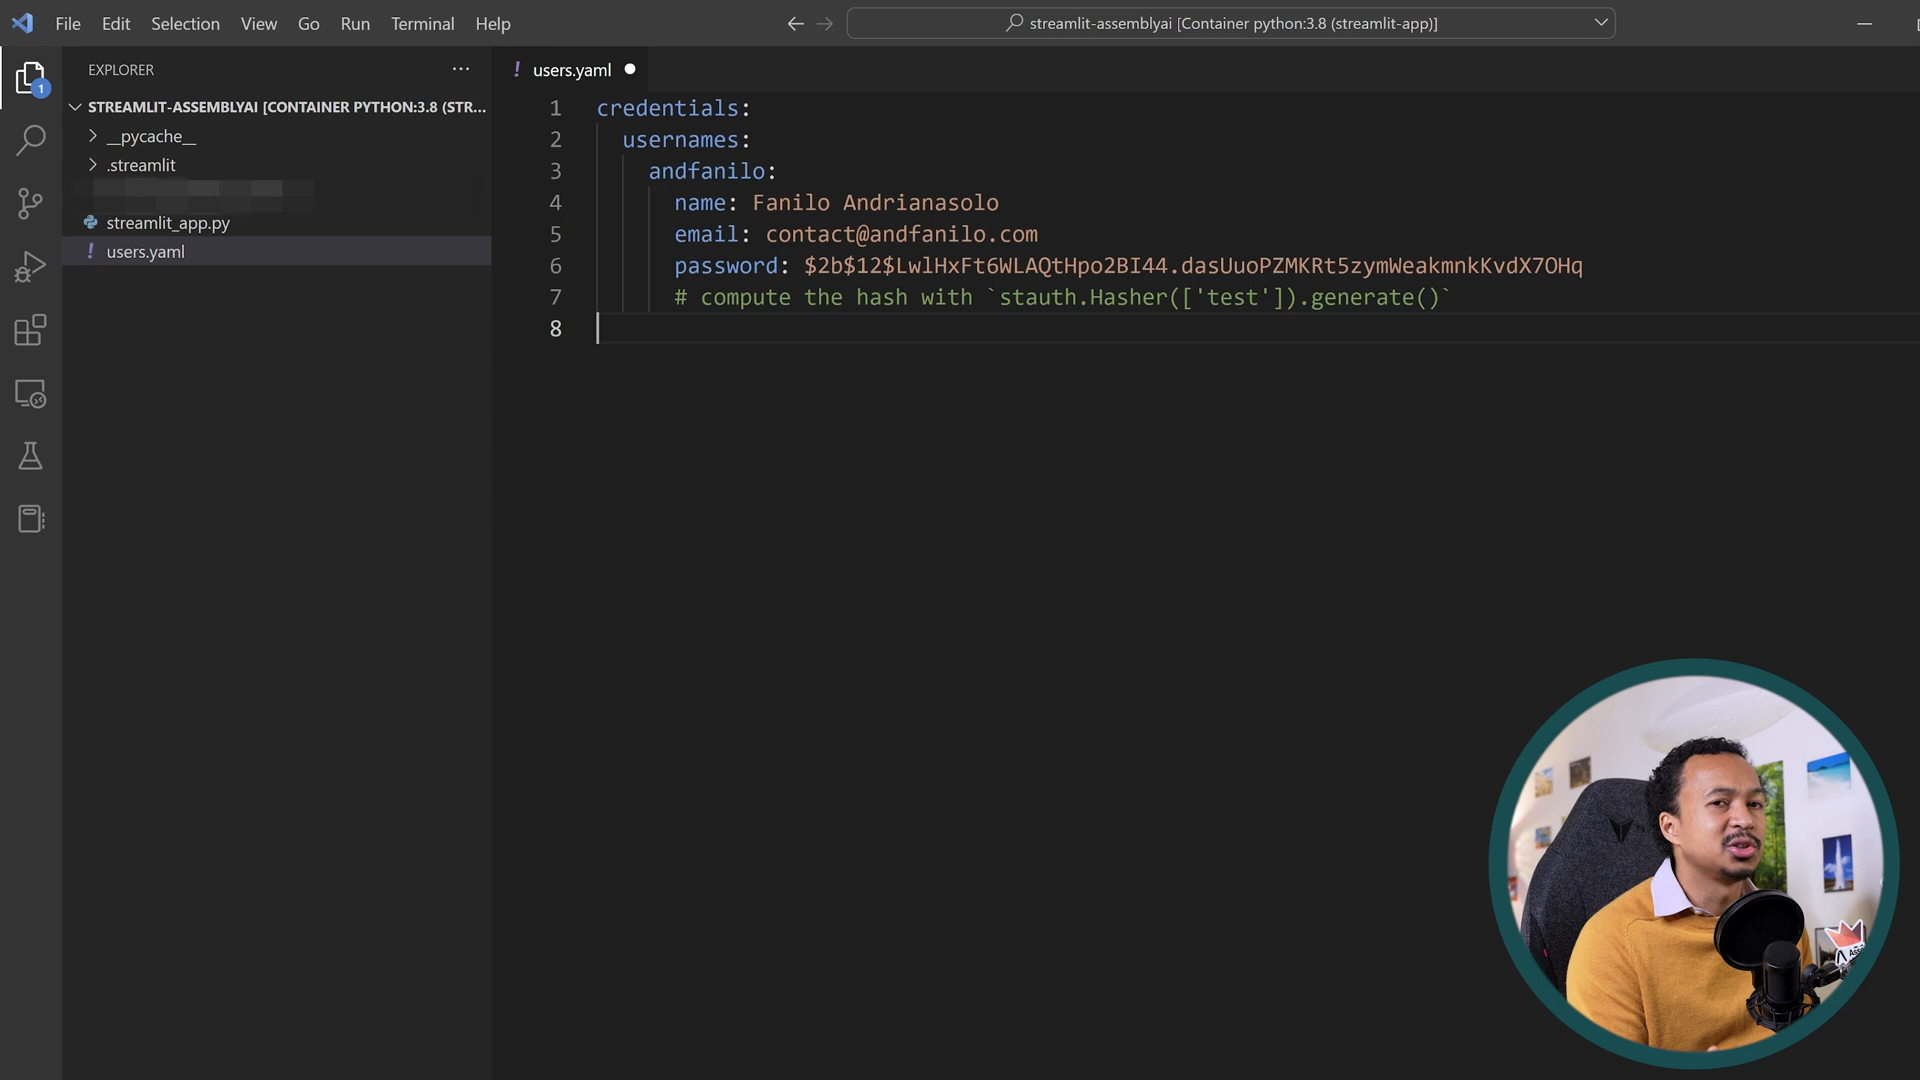 File Edit Selection View Go Run Terminal Help
streamlit-assemblyai [Container python:3.8 (streamlit-app)]
EXPLORER
users.yaml
STREAMLIT-ASSEMBLYAI [CONTAINER PYTHON:3.8 (STR...
__pycache__
.streamlit
streamlit_app.py
! users.yaml
1
1 credentials:
2 usernames:
3 andfanilo:
4 name: Fanilo Andrianasolo
5 email: contact@andfanilo.com
6 password: $2b$12$LwlHxFt6WLAQtHpo2BI44.dasUuoPZMKRt5zymWeakmnkKvdX7OHq
7 # compute the hash with `stauth.Hasher(['test']).generate()`
8